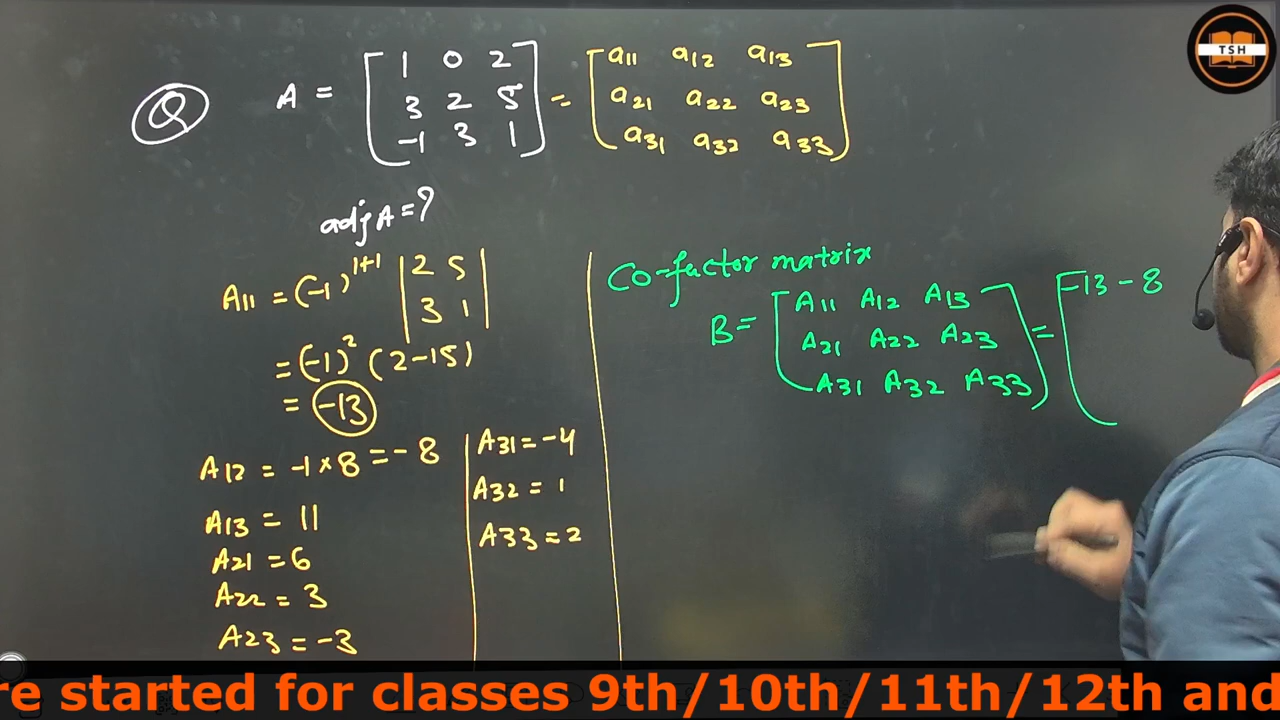 TSH
Q A = [ 1 0 2 ] = [ a11 a12 a13 ]
[ 3 2 5 ] [ a21 a22 a23 ]
[ -1 3 1 ] [ a31 a32 a33 ]
adj A = ?
A11 = (-1)^1+1 | 2 5 |
| 3 1 |
= (-1)^2 (2-15)
= -13
A12 = -1 × 8 = -8
A13 = 11
A21 = 6
A22 = 3
A23 = -3
A31 = -4
A32 = 1
A33 = 2
Co-factor matrix
B = [ A11 A12 A13 ] = [ -13 -8
[ A21 A22 A23 ]
[ A31 A32 A33 ]
re started for classes 9th/10th/11th/12th and